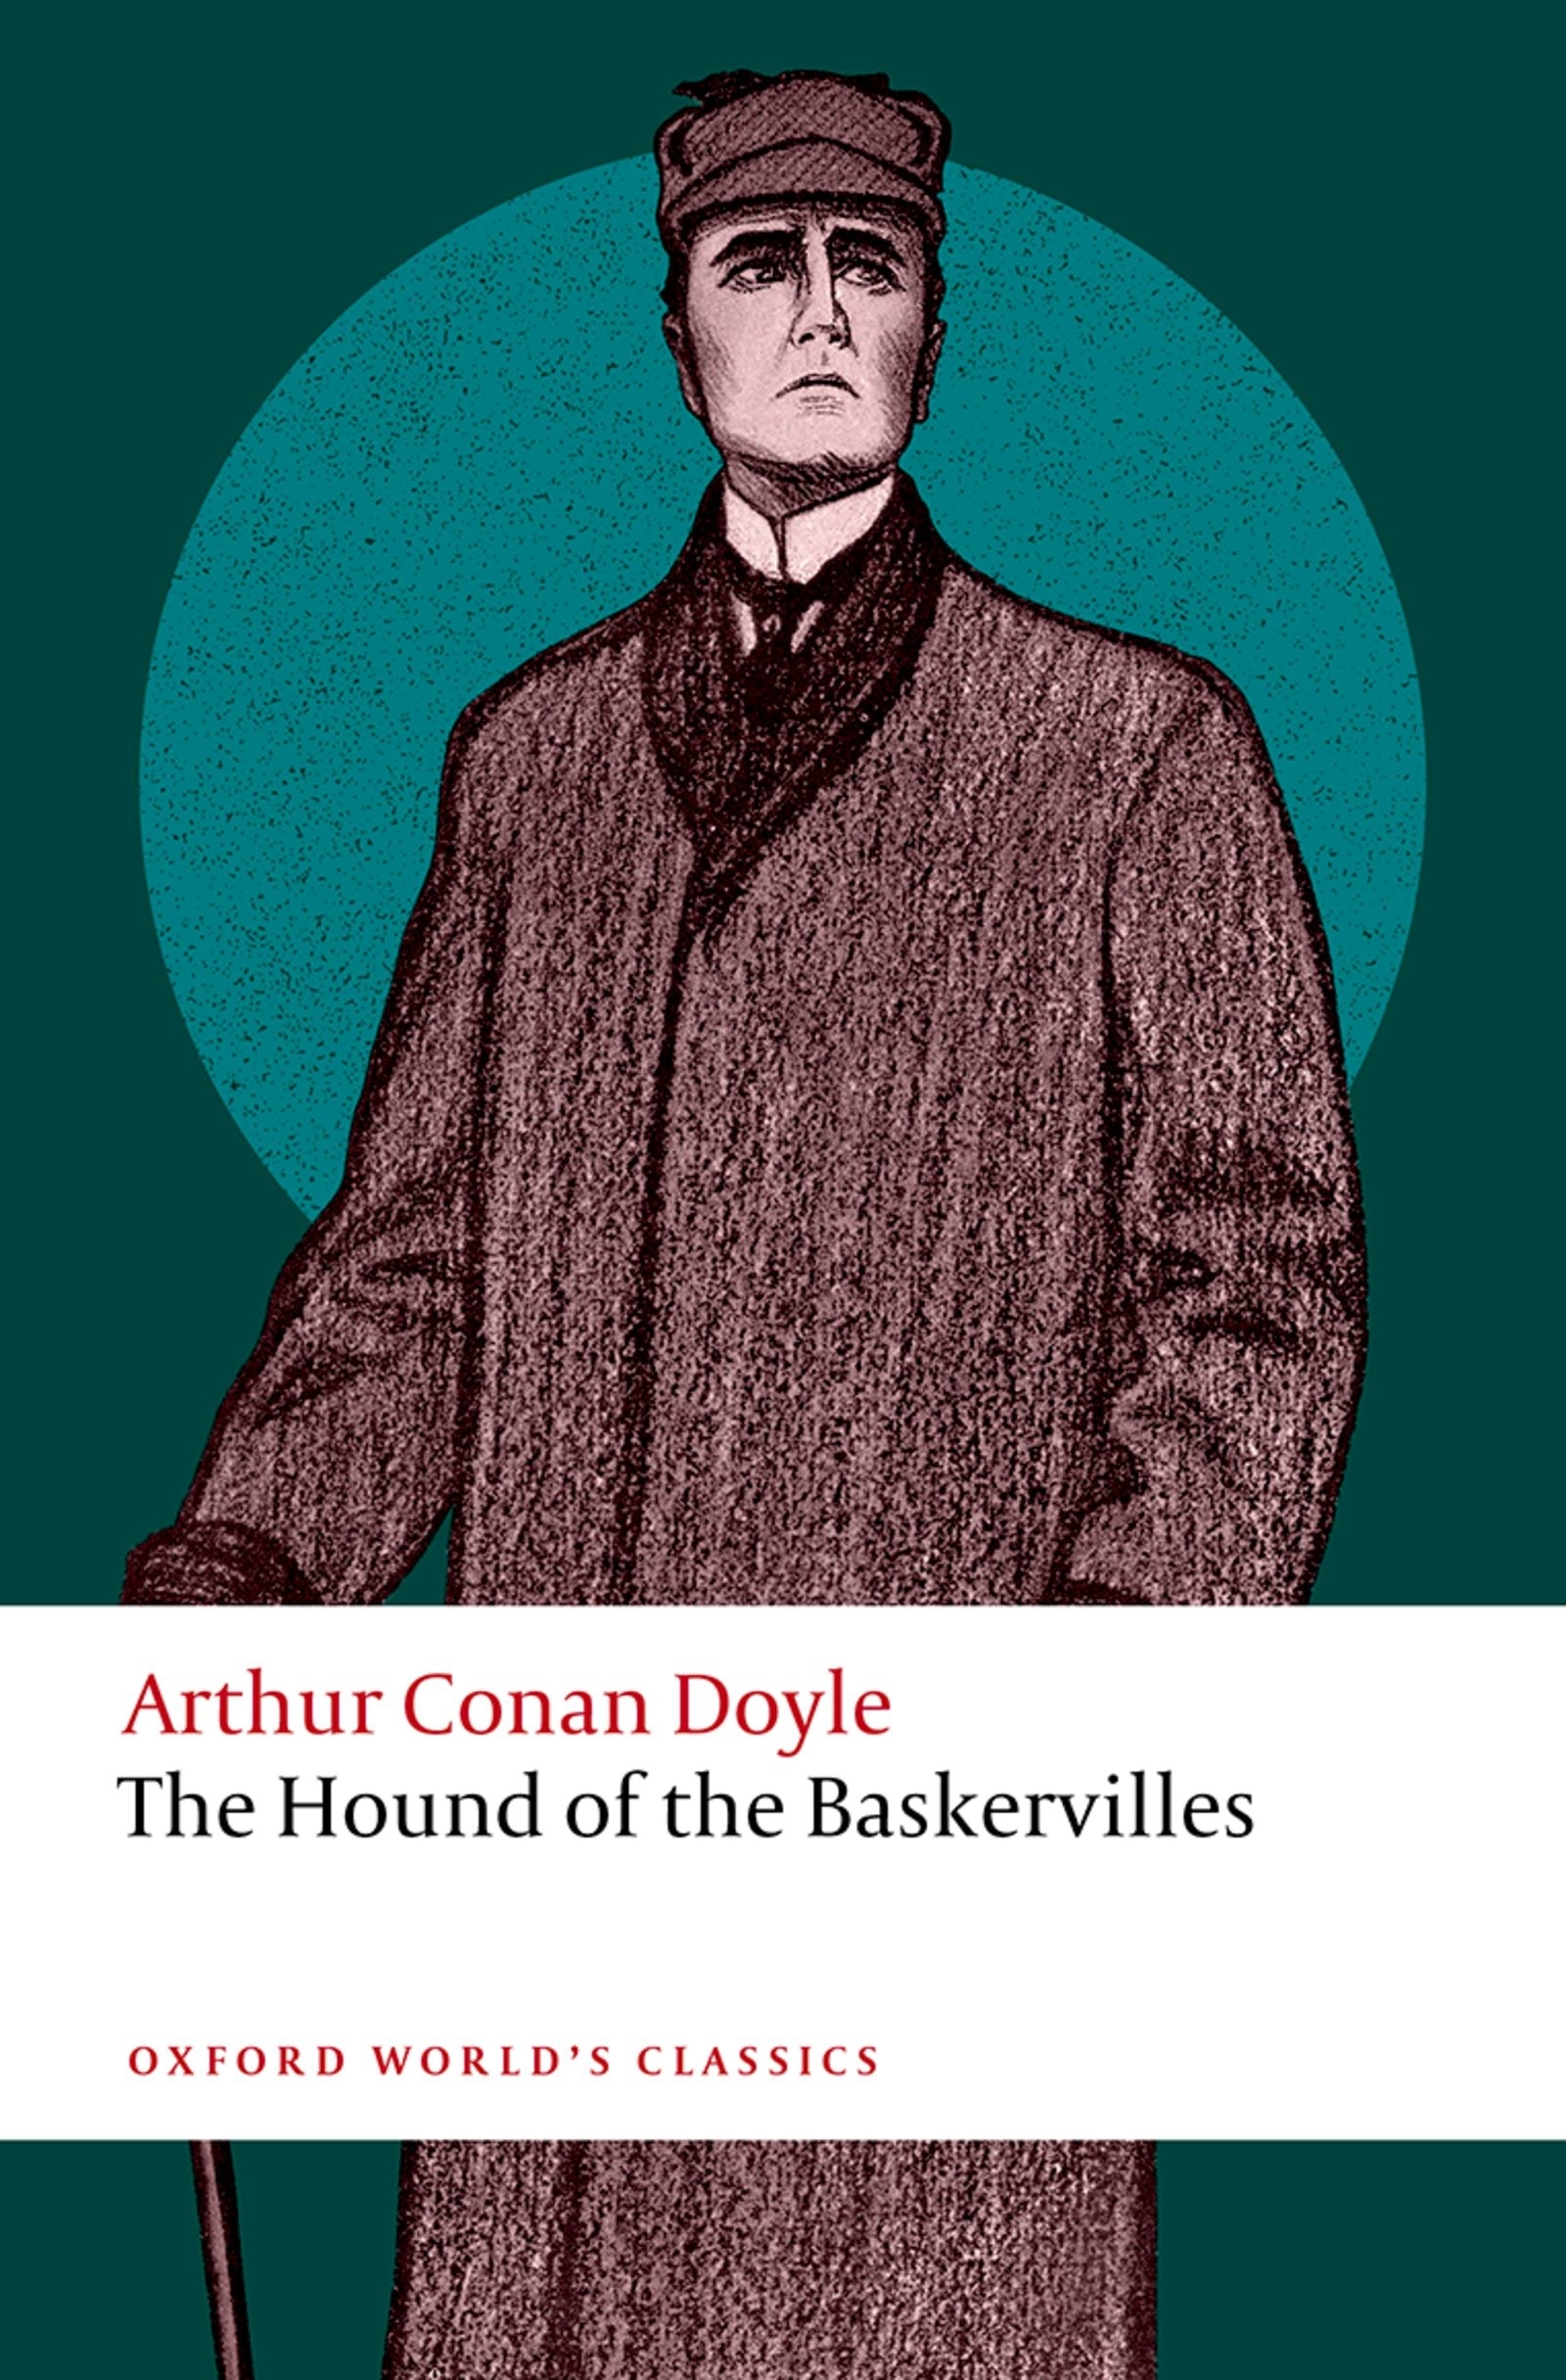 Arthur Conan Doyle
The Hound of the Baskervilles
OXFORD WORLD’S CLASSICS